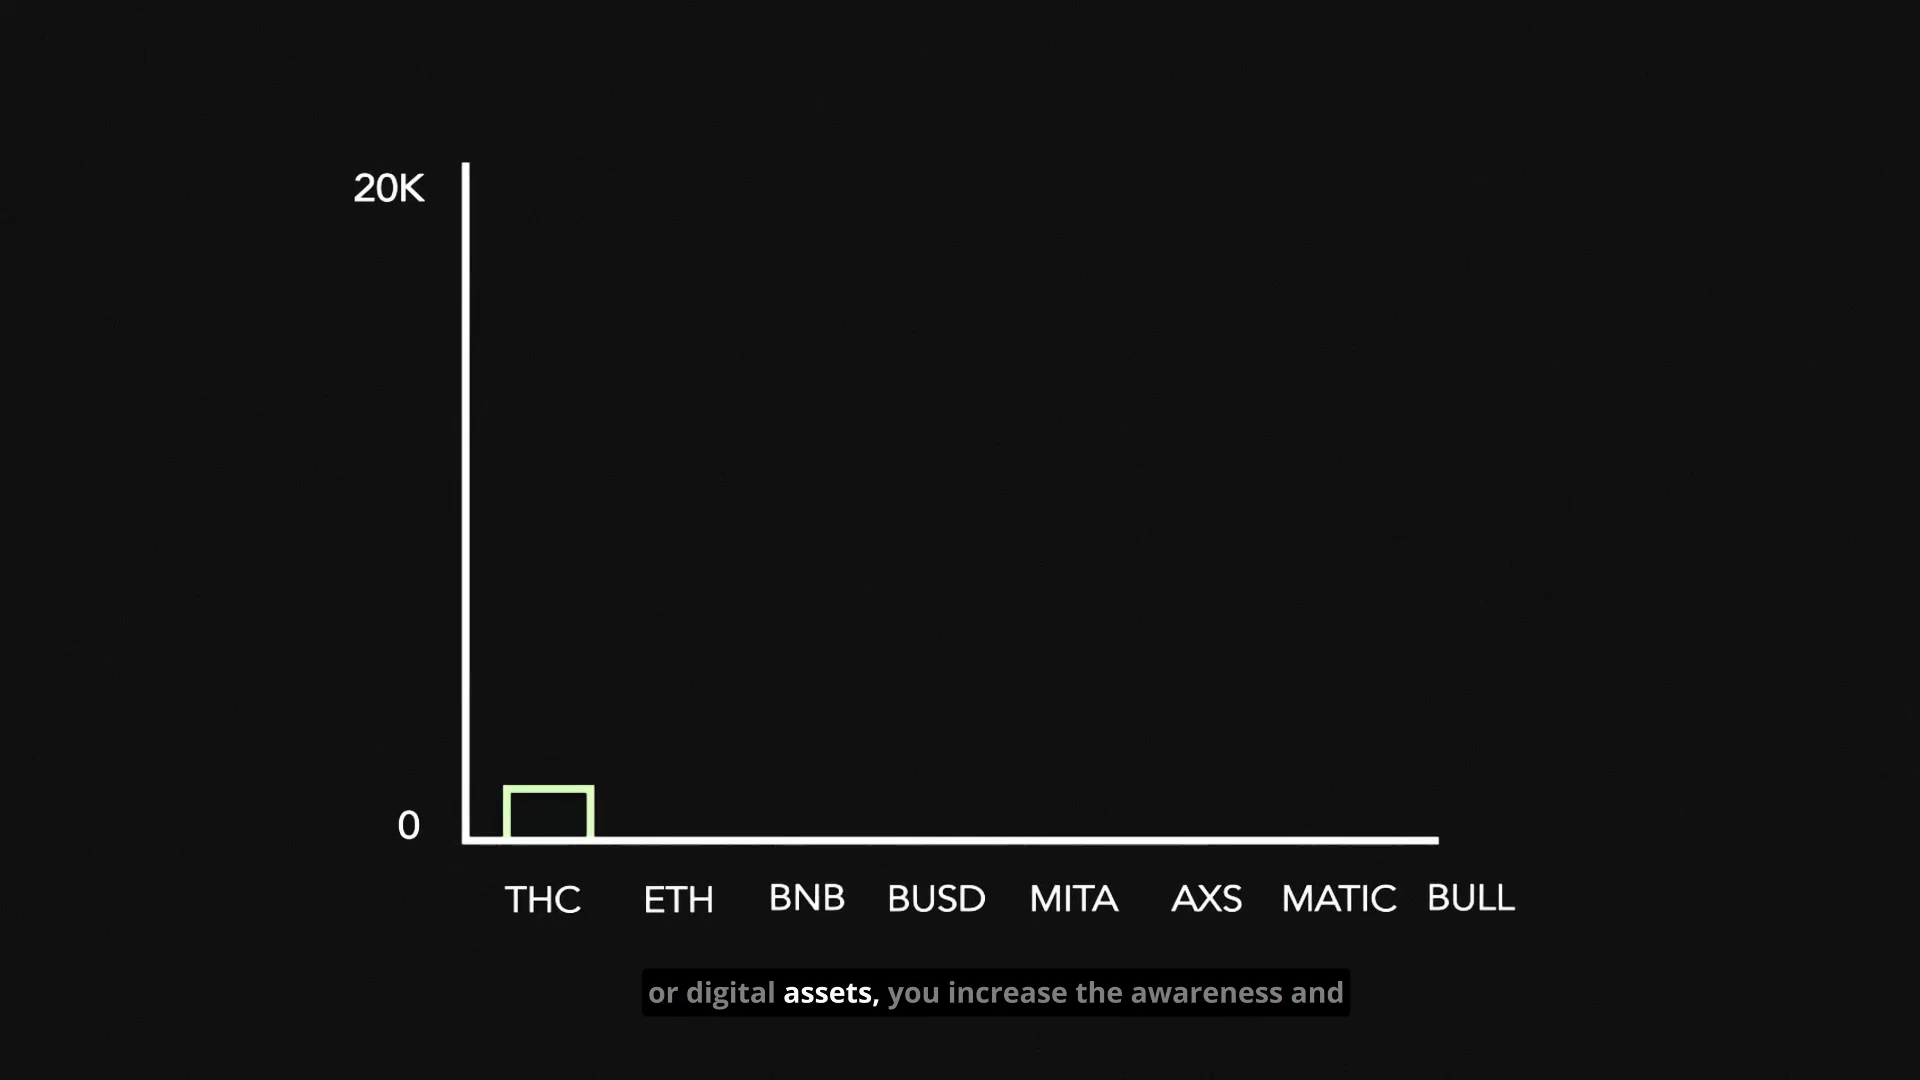 20K
0
THC ETH BNB BUSD MITA AXS MATIC BULL
or digital assets, you increase the awareness and